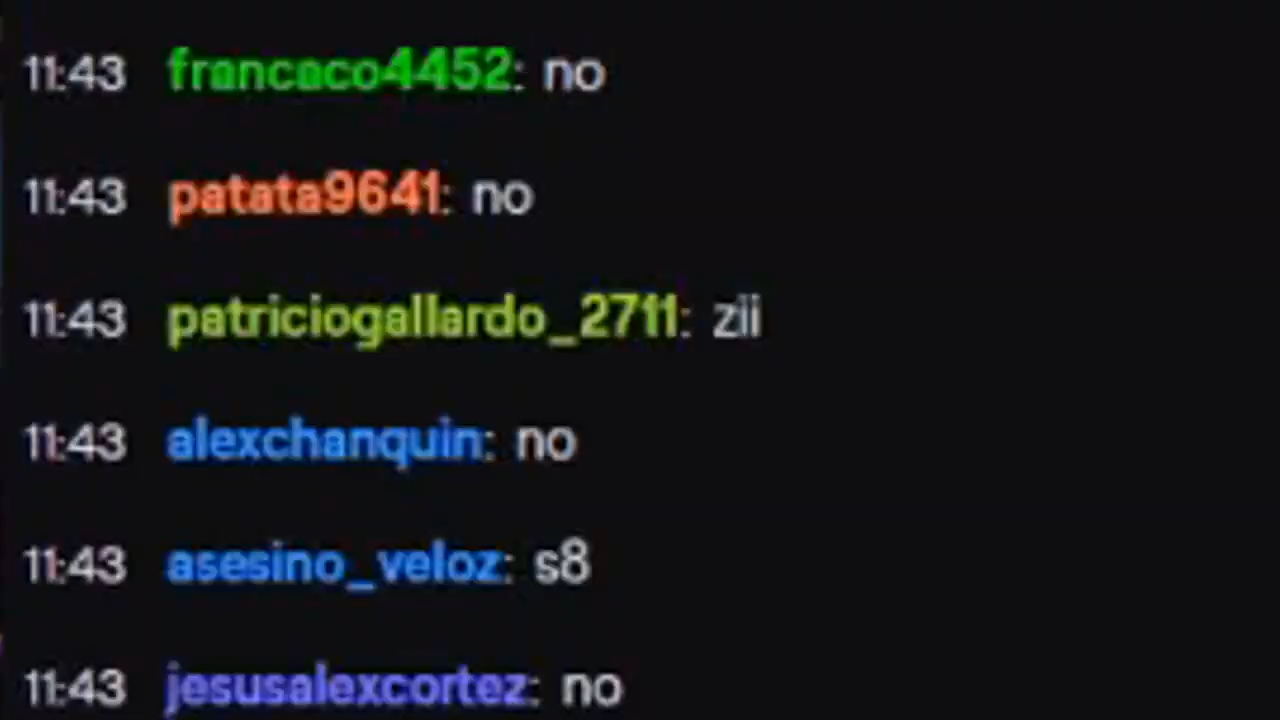 11:43 francaco4452: no
11:43 patata9641: no
11:43 patriciogallardo_2711: zii
11:43 alexchanquin: no
11:43 asesino_veloz: s8
11:43 jesusalexcortez: no